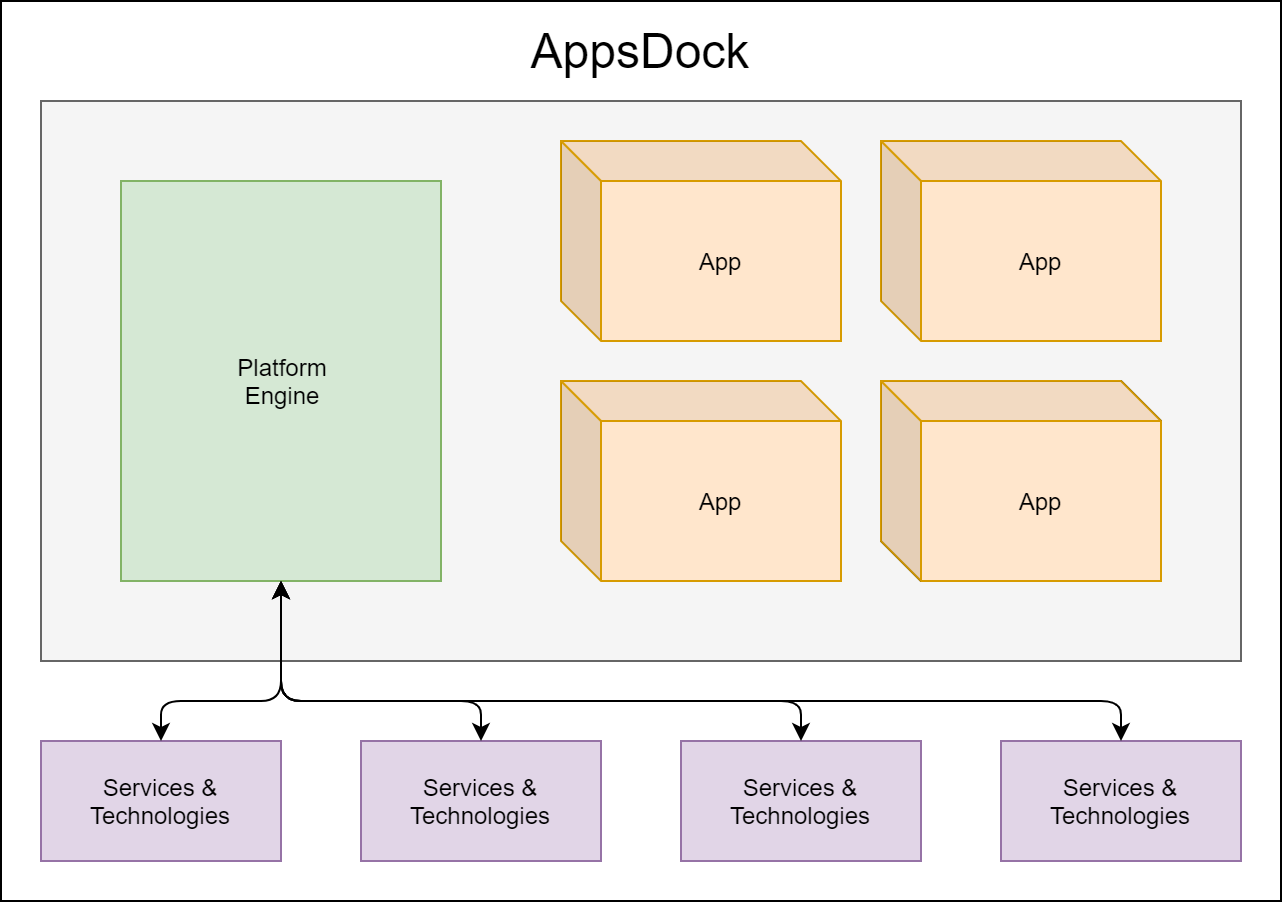 AppsDock
App
App
Platform
Engine
App
App
Services &
Technologies
Services &
Technologies
Services &
Technologies
Services &
Technologies